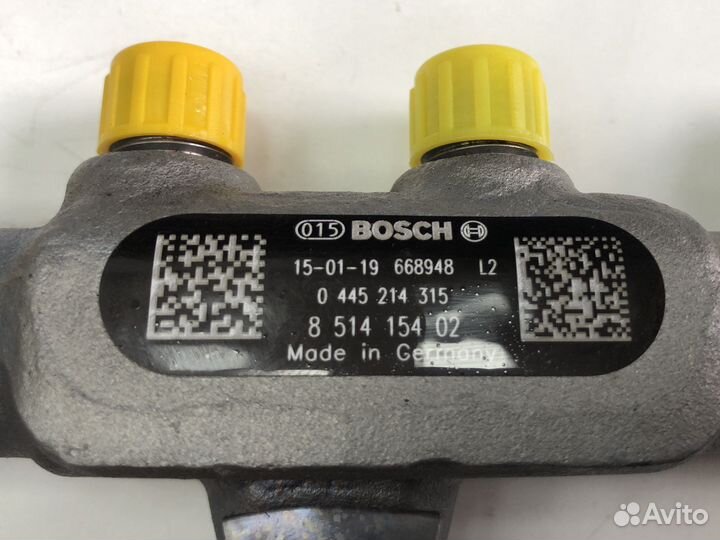 015 BOSCH
15-01-19 668948 L2
0 445 214 315
8 514 154 02
Made in Germany
Avito